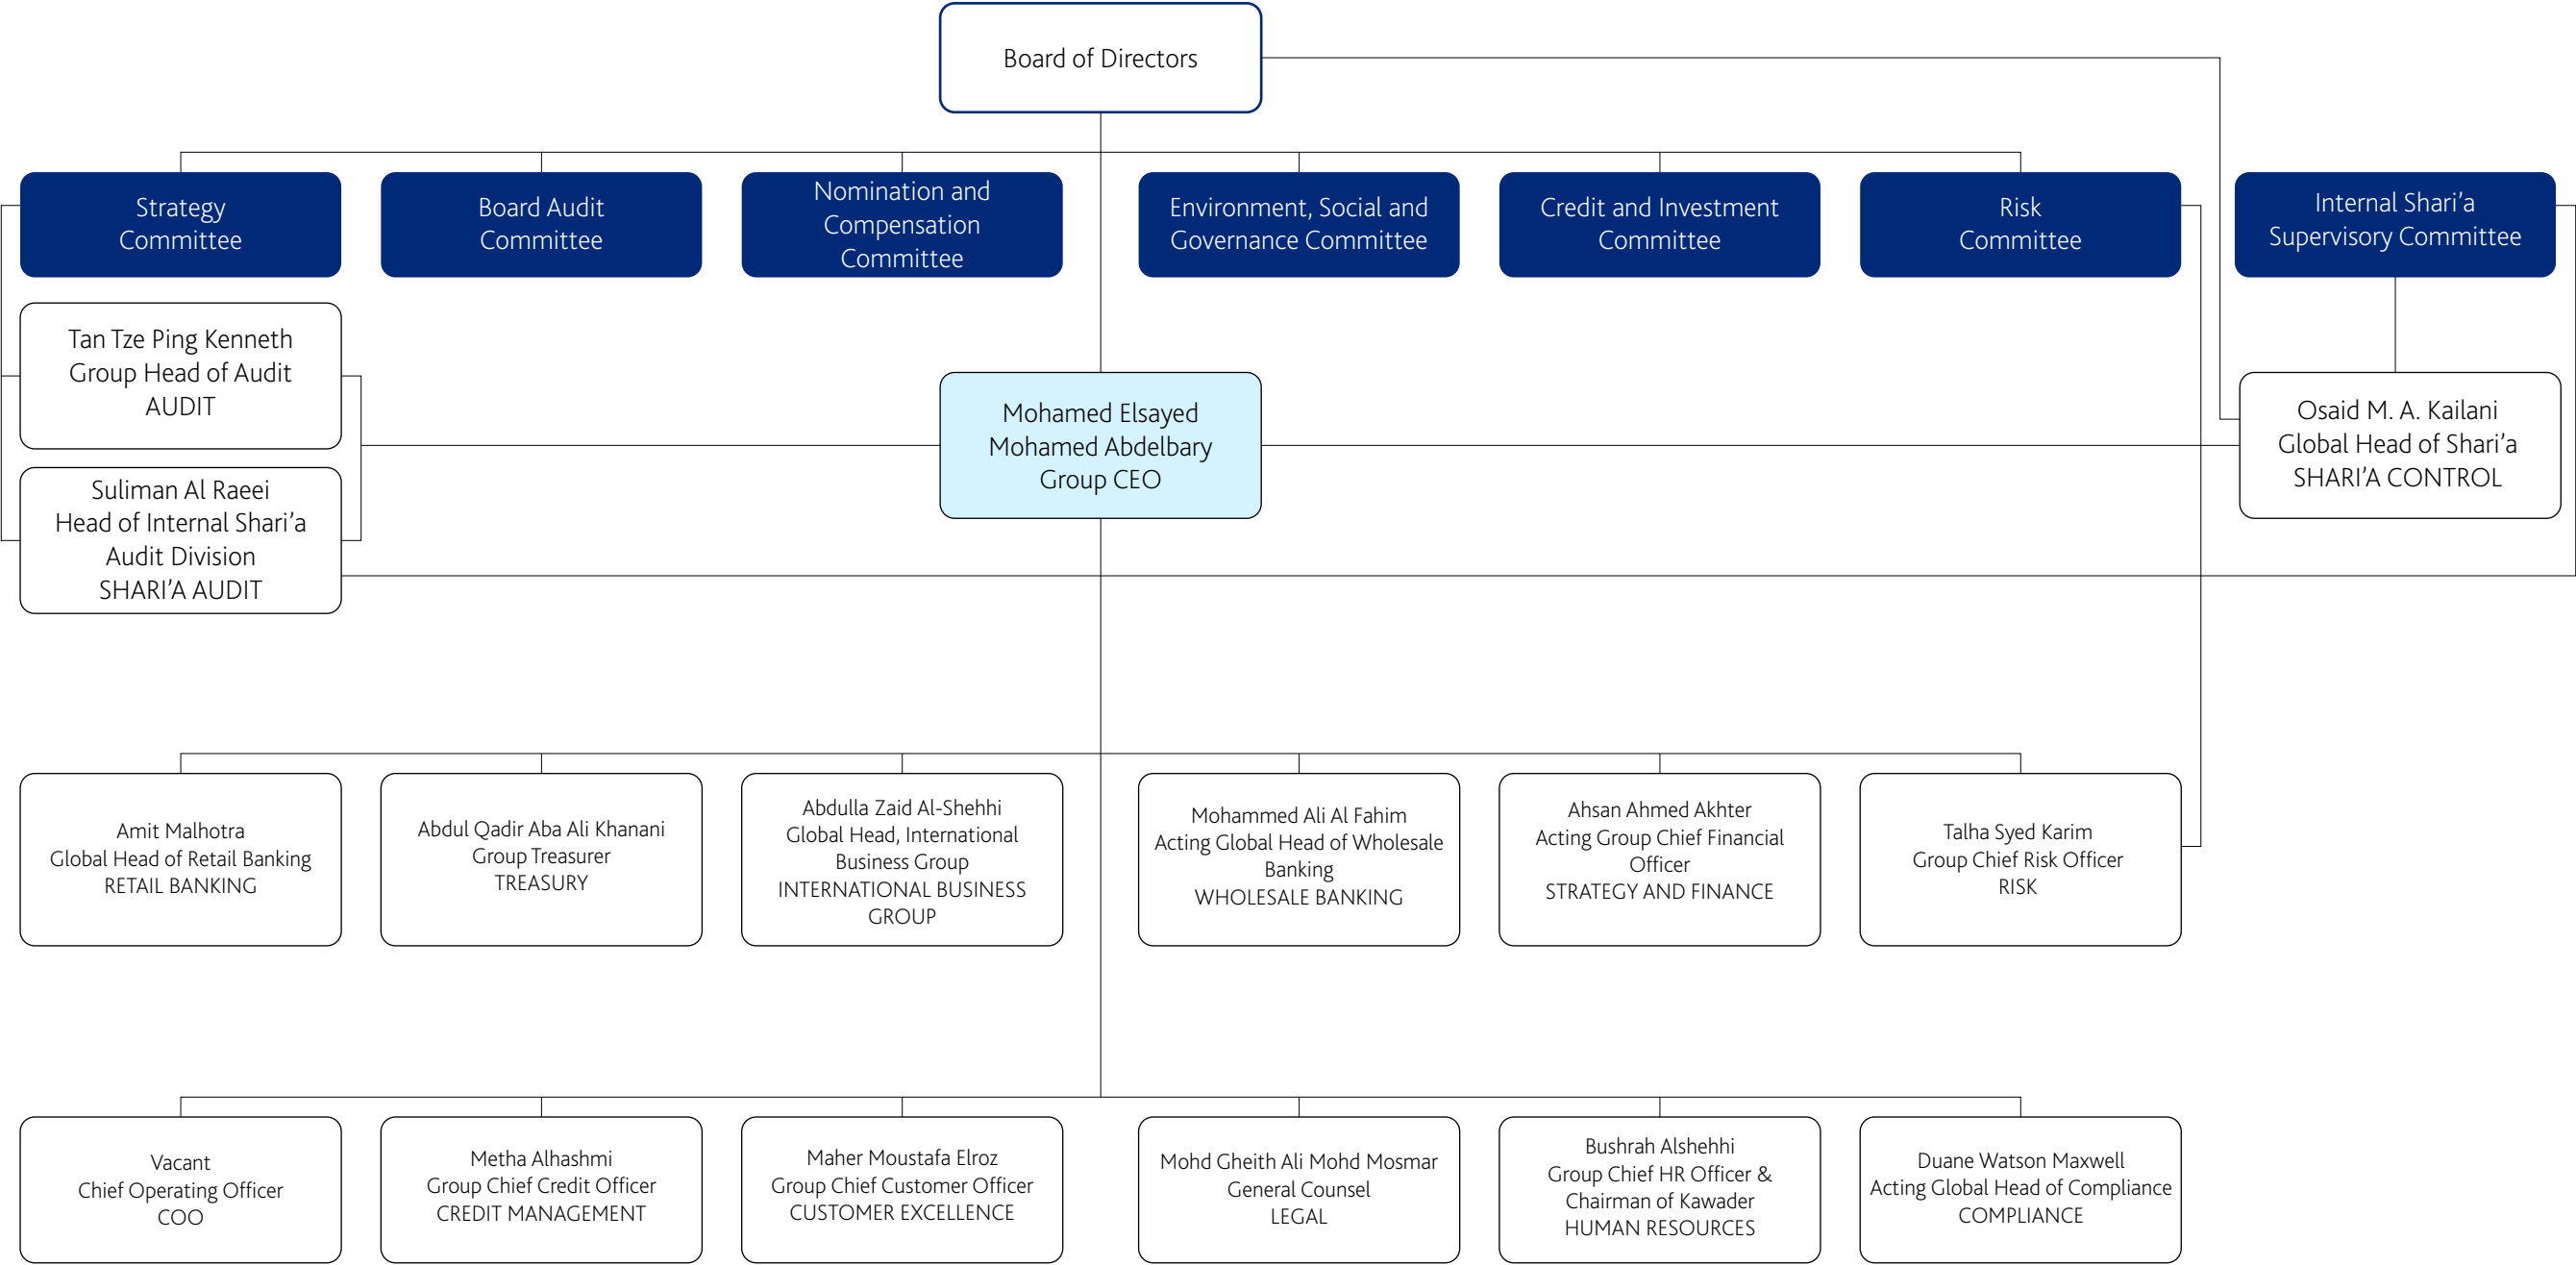 Board of Directors
Strategy
Committee
Board Audit
Committee
Nomination and
Compensation
Committee
Environment, Social and
Governance Committee
Credit and Investment
Committee
Risk
Committee
Internal Shari’a
Supervisory Committee
Tan Tze Ping Kenneth
Group Head of Audit
AUDIT
Mohamed Elsayed
Mohamed Abdelbary
Group CEO
Osaid M. A. Kailani
Global Head of Shari’a
SHARI’A CONTROL
Suliman Al Raeei
Head of Internal Shari’a
Audit Division
SHARI’A AUDIT
Amit Malhotra
Global Head of Retail Banking
RETAIL BANKING
Abdul Qadir Aba Ali Khanani
Group Treasurer
TREASURY
Abdulla Zaid Al-Shehhi
Global Head, International
Business Group
INTERNATIONAL BUSINESS
GROUP
Mohammed Ali Al Fahim
Acting Global Head of Wholesale
Banking
WHOLESALE BANKING
Ahsan Ahmed Akhter
Acting Group Chief Financial
Officer
STRATEGY AND FINANCE
Talha Syed Karim
Group Chief Risk Officer
RISK
Vacant
Chief Operating Officer
COO
Metha Alhashmi
Group Chief Credit Officer
CREDIT MANAGEMENT
Maher Moustafa Elroz
Group Chief Customer Officer
CUSTOMER EXCELLENCE
Mohd Gheith Ali Mohd Mosmar
General Counsel
LEGAL
Bushrah Alshehhi
Group Chief HR Officer &
Chairman of Kawader
HUMAN RESOURCES
Duane Watson Maxwell
Acting Global Head of Compliance
COMPLIANCE